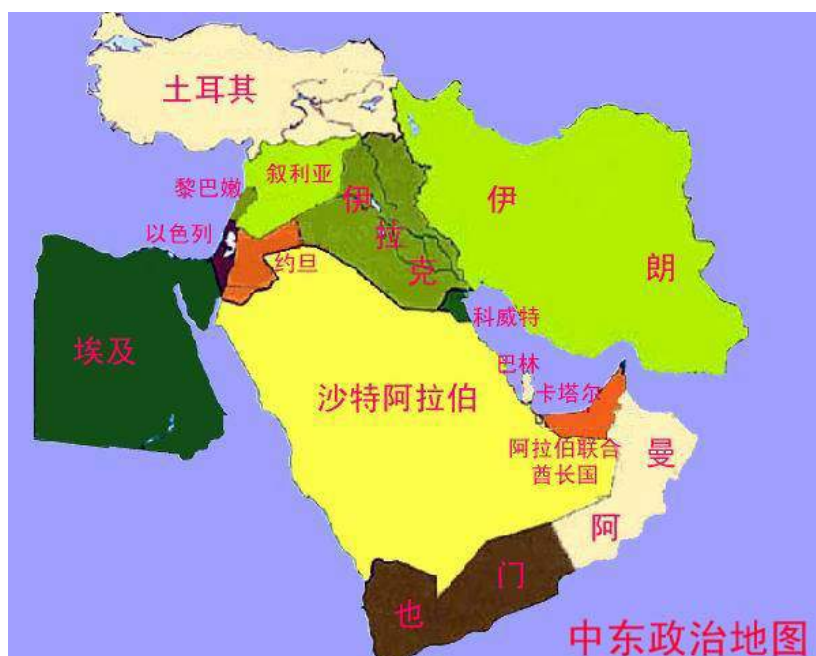 土耳其
叙利亚
黎巴嫩
伊拉克
伊朗
以色列
约旦
科威特
埃及
巴林
卡塔尔
沙特阿拉伯
阿拉伯联合
酋长国
阿曼
也门
中东政治地图